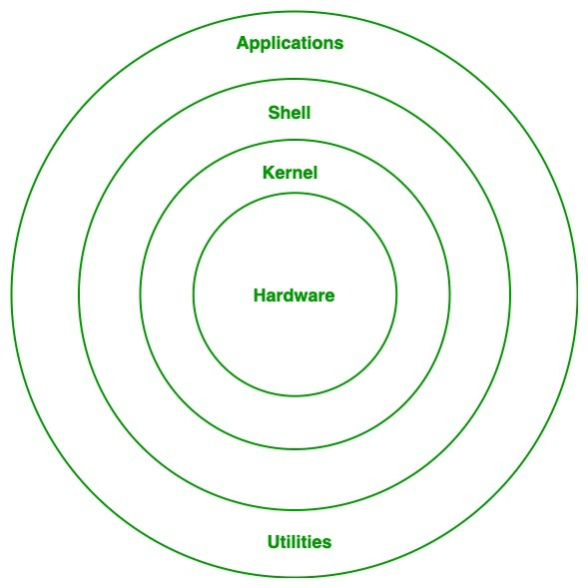 Applications
Shell
Kernel
Hardware
Utilities